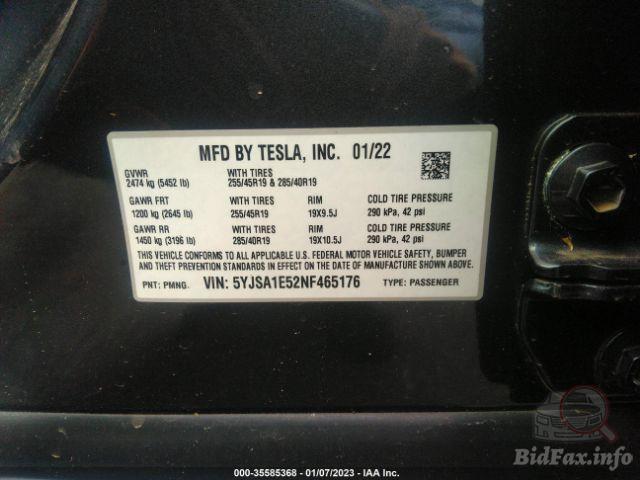 MFD BY TESLA, INC. 01/22
GVWR WITH TIRES
2474 kg (5452 lb) 255/45R19 & 285/40R19
GAWR FRT WITH TIRES RIM COLD TIRE PRESSURE
1200 kg (2645 lb) 255/45R19 19X9.5J 290 kPa, 42 psi
GAWR RR WITH TIRES RIM COLD TIRE PRESSURE
1450 kg (3196 lb) 285/40R19 19X10.5J 290 kPa, 42 psi
THIS VEHICLE CONFORMS TO ALL APPLICABLE U.S. FEDERAL MOTOR VEHICLE SAFETY, BUMPER
AND THEFT PREVENTION STANDARDS IN EFFECT ON THE DATE OF MANUFACTURE SHOWN ABOVE.
PNT: PMNG. VIN: 5YJSA1E52NF465176 TYPE: PASSENGER
BidFax.info
000-35585368 - 01/07/2023 - IAA Inc.